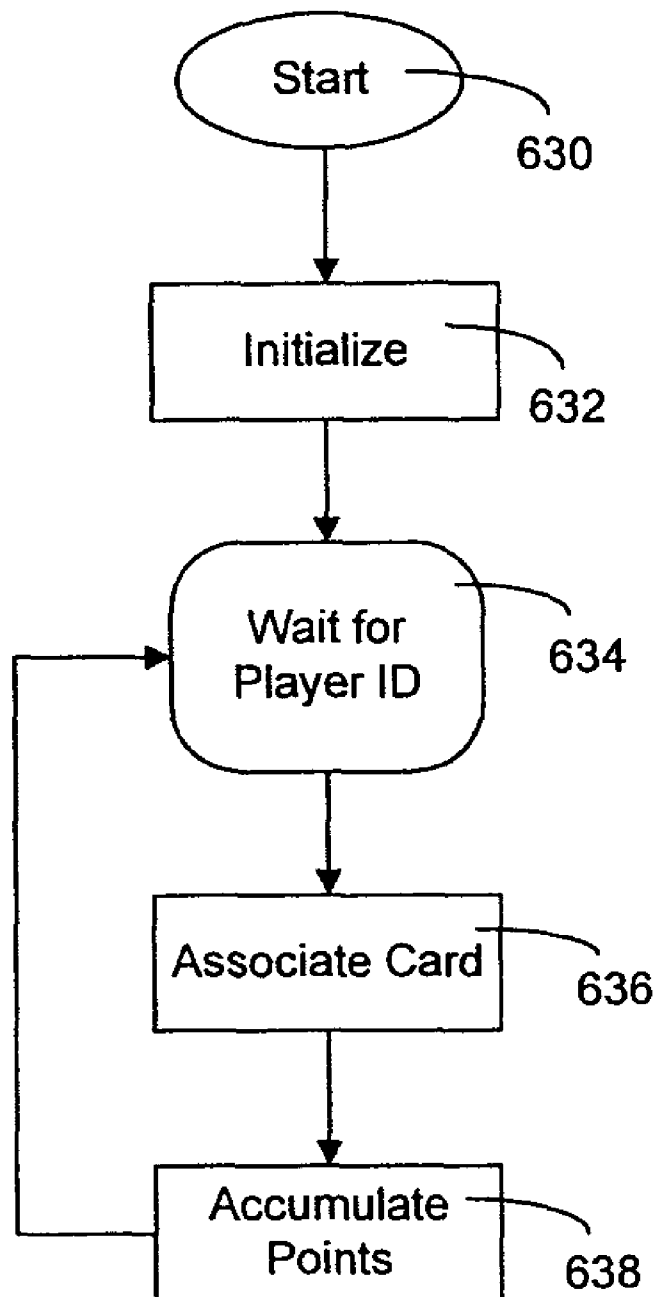 Start
630
Initialize
632
Wait for
Player ID
634
Associate Card
636
Accumulate
Points
638